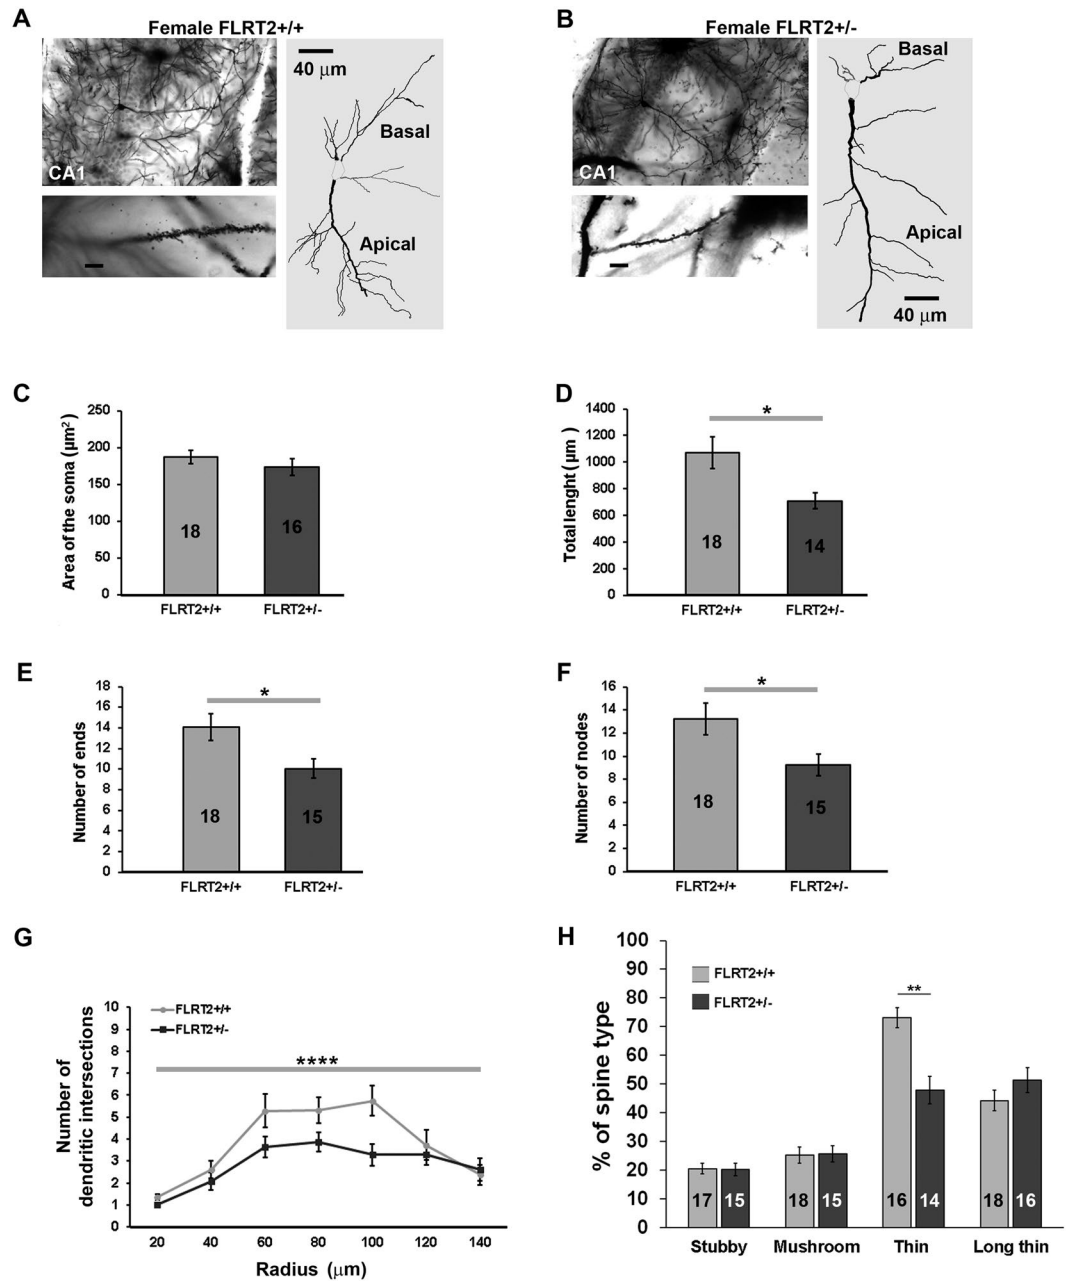 A
Female FLRT2+/+
40 µm
Basal
CA1
Apical
B
Female FLRT2+/-
Basal
CA1
Apical
40 µm
C
Area of the soma (µm²)
250
200
150
100
50
0
18
16
FLRT2+/+ FLRT2+/-
D
Total lenght (µm )
1400
1200
1000
800
600
400
200
0
*
18
14
FLRT2+/+ FLRT2+/-
E
Number of ends
18
16
14
12
10
8
6
4
2
0
*
18
15
FLRT2+/+ FLRT2+/-
F
Number of nodes
16
14
12
10
8
6
4
2
0
*
18
15
FLRT2+/+ FLRT2+/-
G
Number of
dendritic intersections
FLRT2+/+
FLRT2+/-
10
9
8
7
6
5
4
3
2
1
0
****
20 40 60 80 100 120 140
Radius (µm)
H
% of spine type
100
90
80
70
60
50
40
30
20
10
0
FLRT2+/+
FLRT2+/-
**
17 15 18 15 16 14 18 16
Stubby Mushroom Thin Long thin